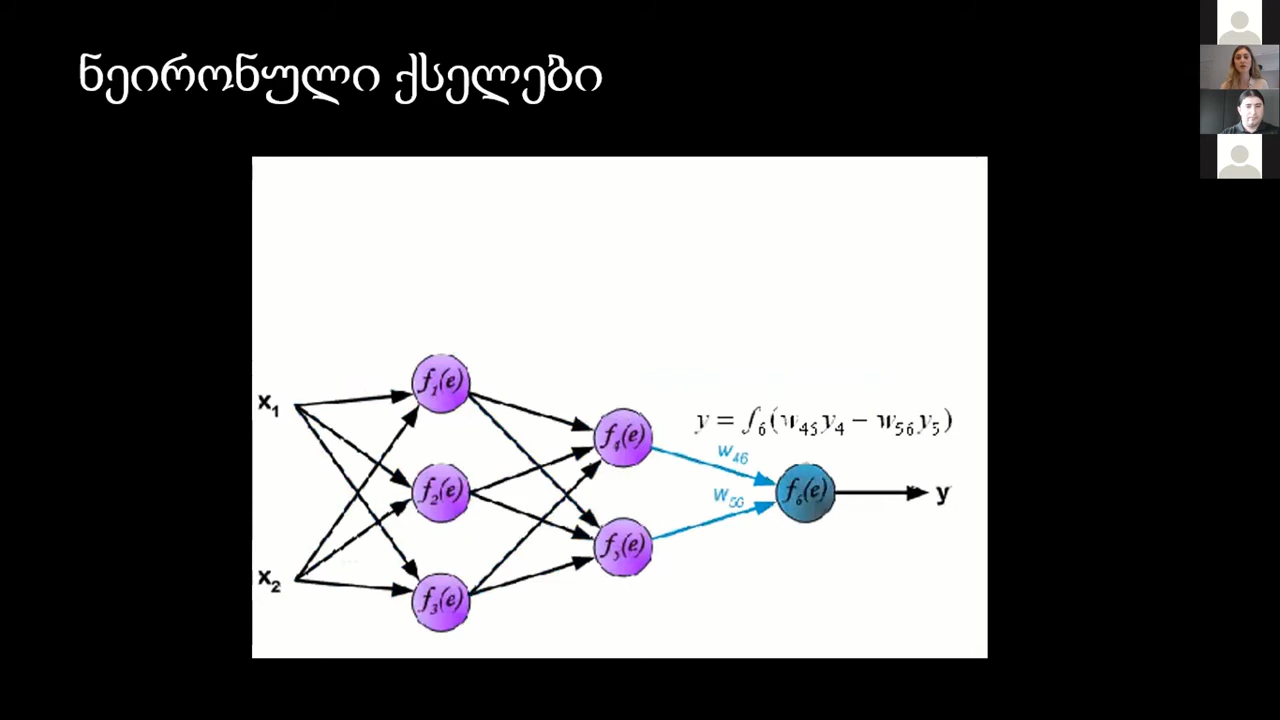 ნეირონული ქსელები
f₁(e)
x₁
y = f₆(w₄₆y₄ − w₅₆y₅)
f₄(e)
w₄₆
f₂(e)
w₅₆
f₆(e)
y
f₅(e)
x₂
f₃(e)